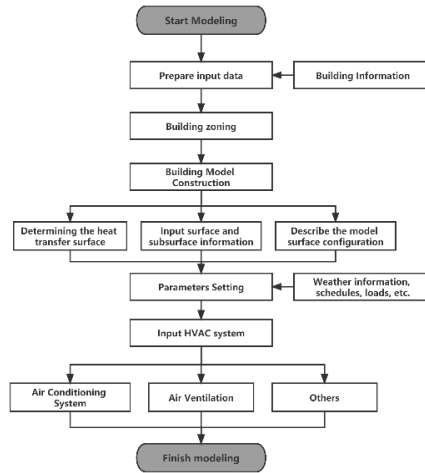 Start Modeling
Prepare input data
Building Information
Building zoning
Building Model
Construction
Determining the heat
transfer surface
Input surface and
subsurface information
Describe the model
surface configuration
Parameters Setting
Weather information,
schedules, loads, etc.
Input HVAC system
Air Conditioning
System
Air Ventilation
Others
Finish modeling